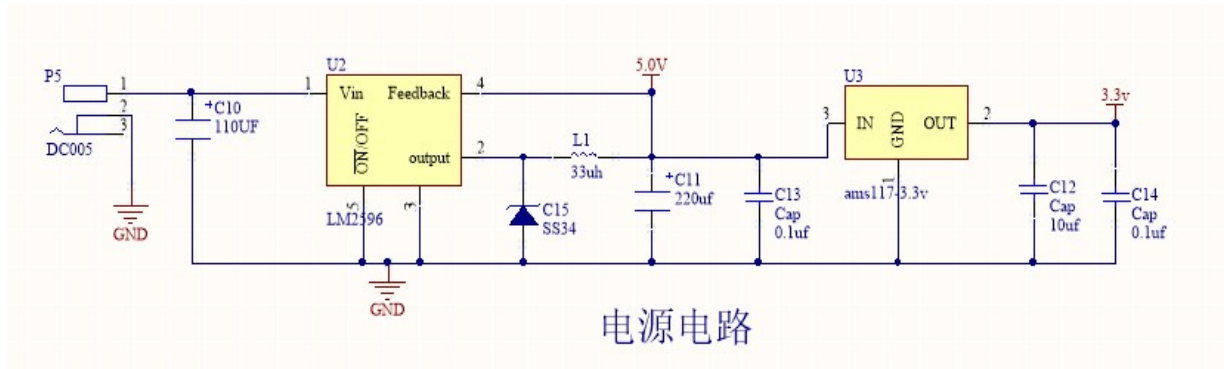 P5
1
2
3
DC005
GND
C10
110UF
U2
1
Vin
Feedback
4
ON/OFF
output
2
5
3
LM2596
GND
C15
SS34
L1
33uh
5.0V
C11
220uf
C13
Cap
0.1uf
U3
3
IN
GND
OUT
2
1
ams117-3.3v
3.3v
C12
Cap
10uf
C14
Cap
0.1uf
电源电路